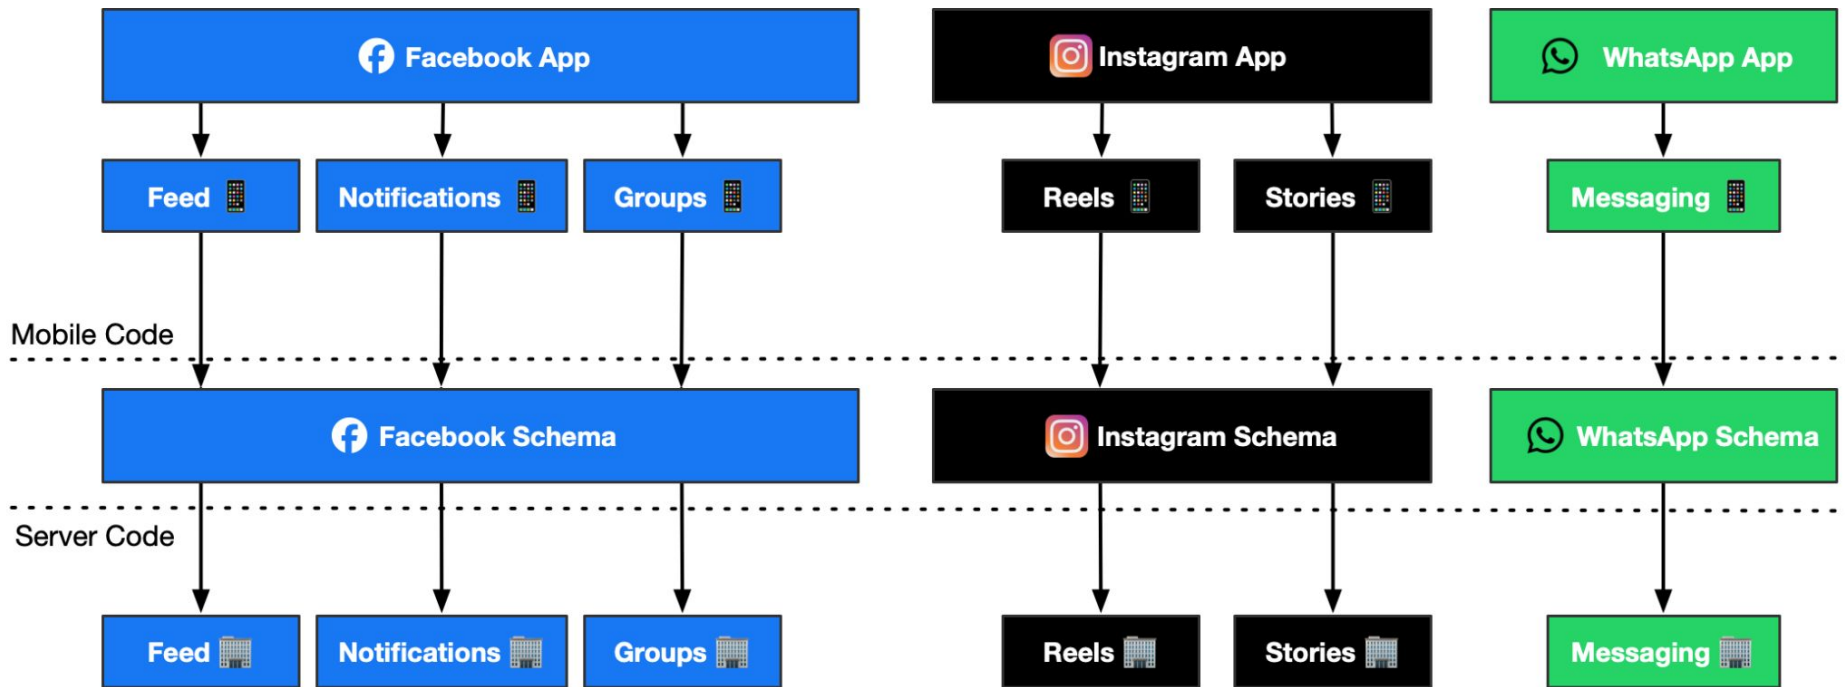 Facebook App
Instagram App
WhatsApp App
Feed
Notifications
Groups
Reels
Stories
Messaging
Mobile Code
Facebook Schema
Instagram Schema
WhatsApp Schema
Server Code
Feed
Notifications
Groups
Reels
Stories
Messaging